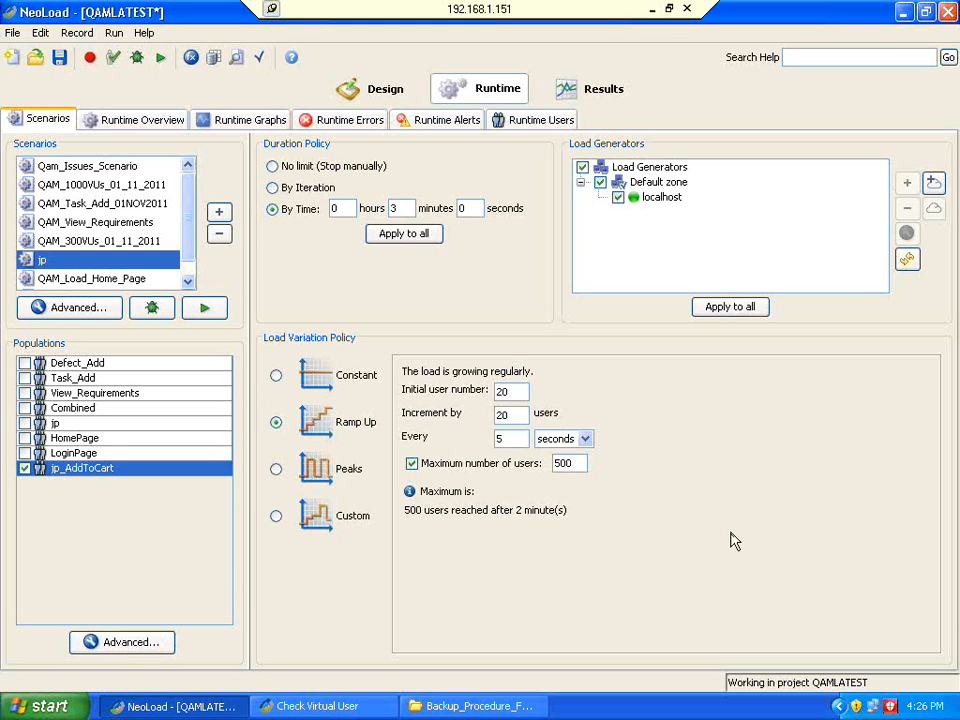 NeoLoad - [QAMLATEST*]
192.168.1.151
File Edit Record Run Help
Search Help
Go
Design
Runtime
Results
Scenarios
Runtime Overview
Runtime Graphs
Runtime Errors
Runtime Alerts
Runtime Users
Scenarios
Qam_Issues_Scenario
QAM_1000VUs_01_11_2011
QAM_Task_Add_01NOV2011
QAM_View_Requirements
QAM_300VUs_01_11_2011
jp
QAM_Load_Home_Page
Advanced...
Populations
Defect_Add
Task_Add
View_Requirements
Combined
jp
HomePage
LoginPage
jp_AddToCart
Advanced...
Duration Policy
No limit (Stop manually)
By Iteration
By Time: 0 hours 3 minutes 0 seconds
Apply to all
Load Generators
Load Generators
Default zone
localhost
Apply to all
Load Variation Policy
Constant
Ramp Up
Peaks
Custom
The load is growing regularly.
Initial user number: 20
Increment by 20 users
Every 5 seconds
Maximum number of users: 500
Maximum is:
500 users reached after 2 minute(s)
Working in project QAMLATEST
start
NeoLoad - [QAMLATE...
Check Virtual User
Backup_Procedure_F...
4:26 PM